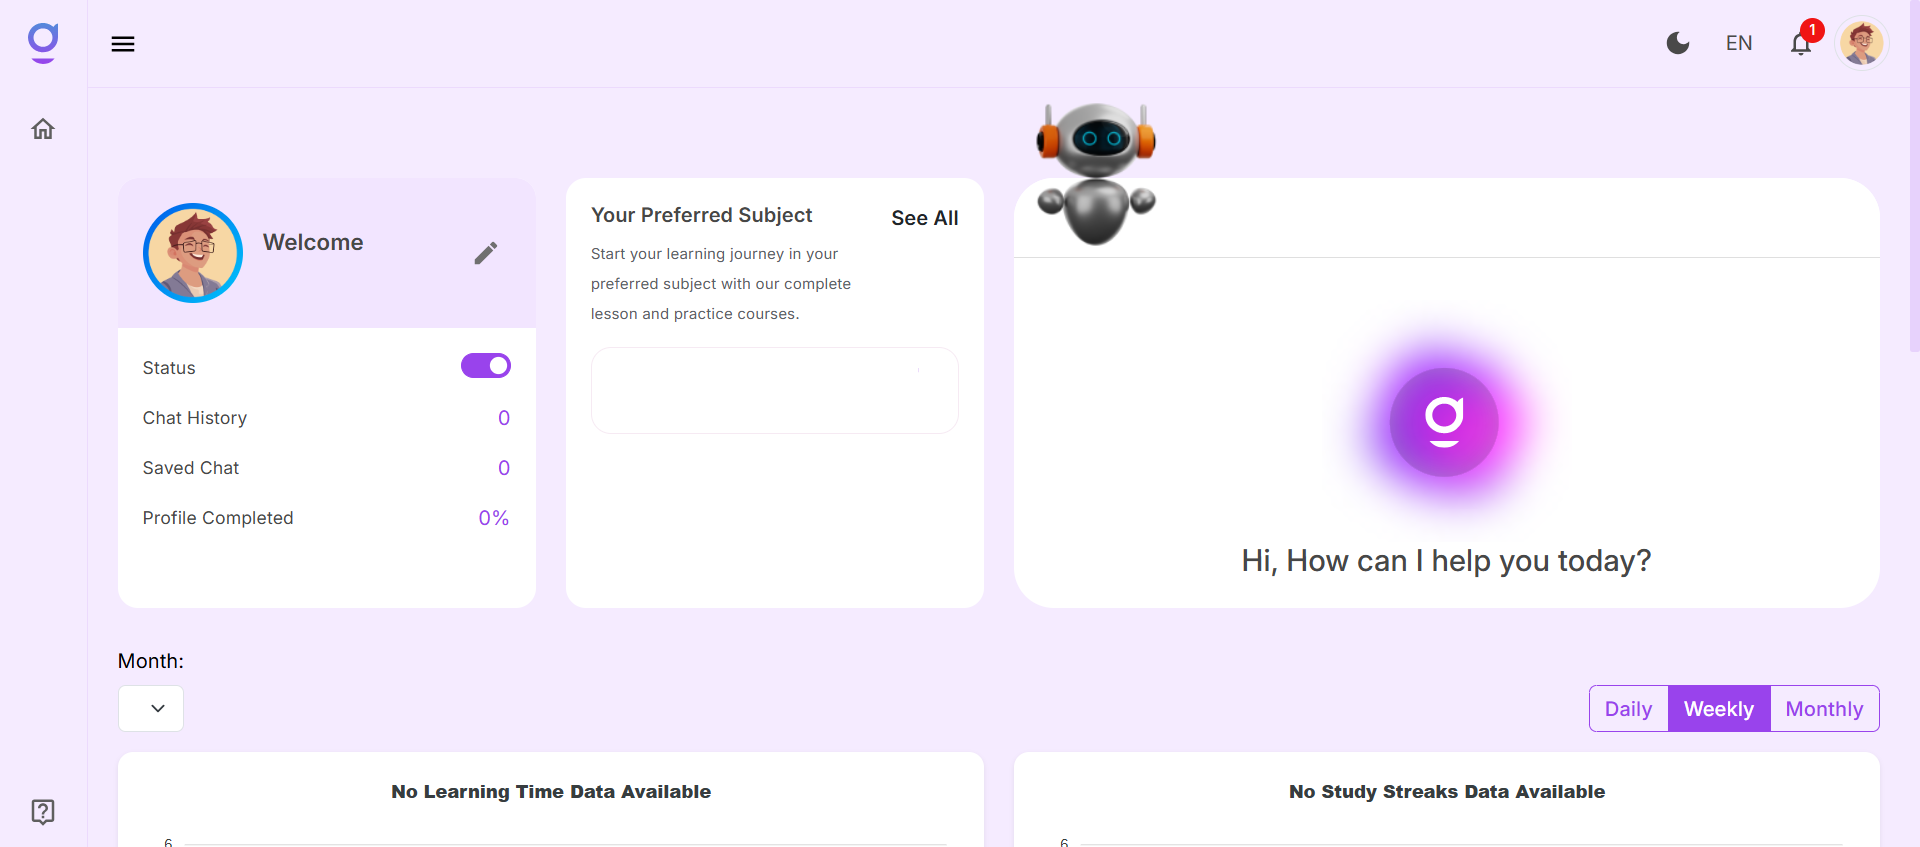 EN
1
Welcome
Status
Chat History
0
Saved Chat
0
Profile Completed
0%
Your Preferred Subject
See All
Start your learning journey in your
preferred subject with our complete
lesson and practice courses.
Hi, How can I help you today?
Month:
Daily
Weekly
Monthly
No Learning Time Data Available
6
No Study Streaks Data Available
6